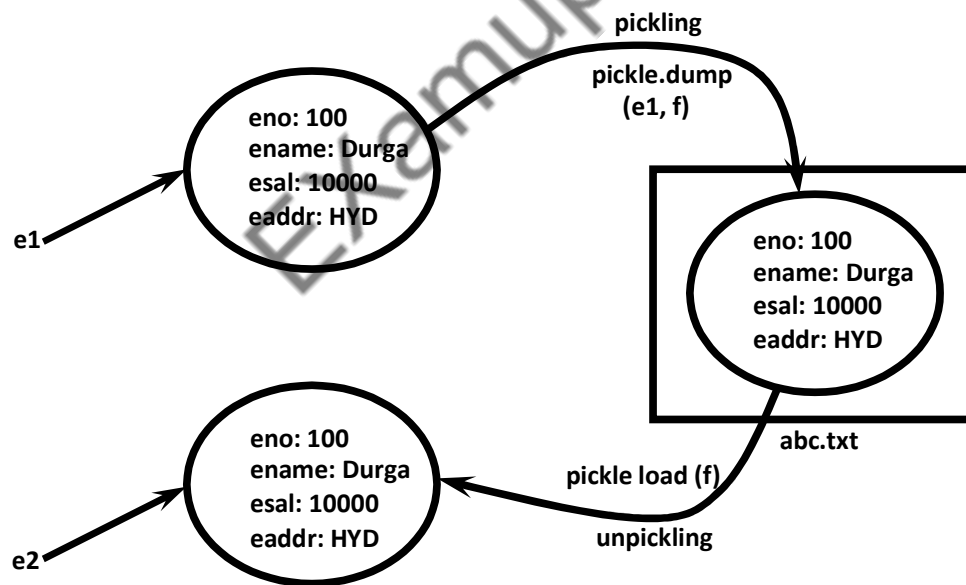 pickling
pickle.dump
(e1, f)
eno: 100
ename: Durga
esal: 10000
eaddr: HYD
e1
eno: 100
ename: Durga
esal: 10000
eaddr: HYD
abc.txt
pickle load (f)
unpickling
eno: 100
ename: Durga
esal: 10000
eaddr: HYD
e2